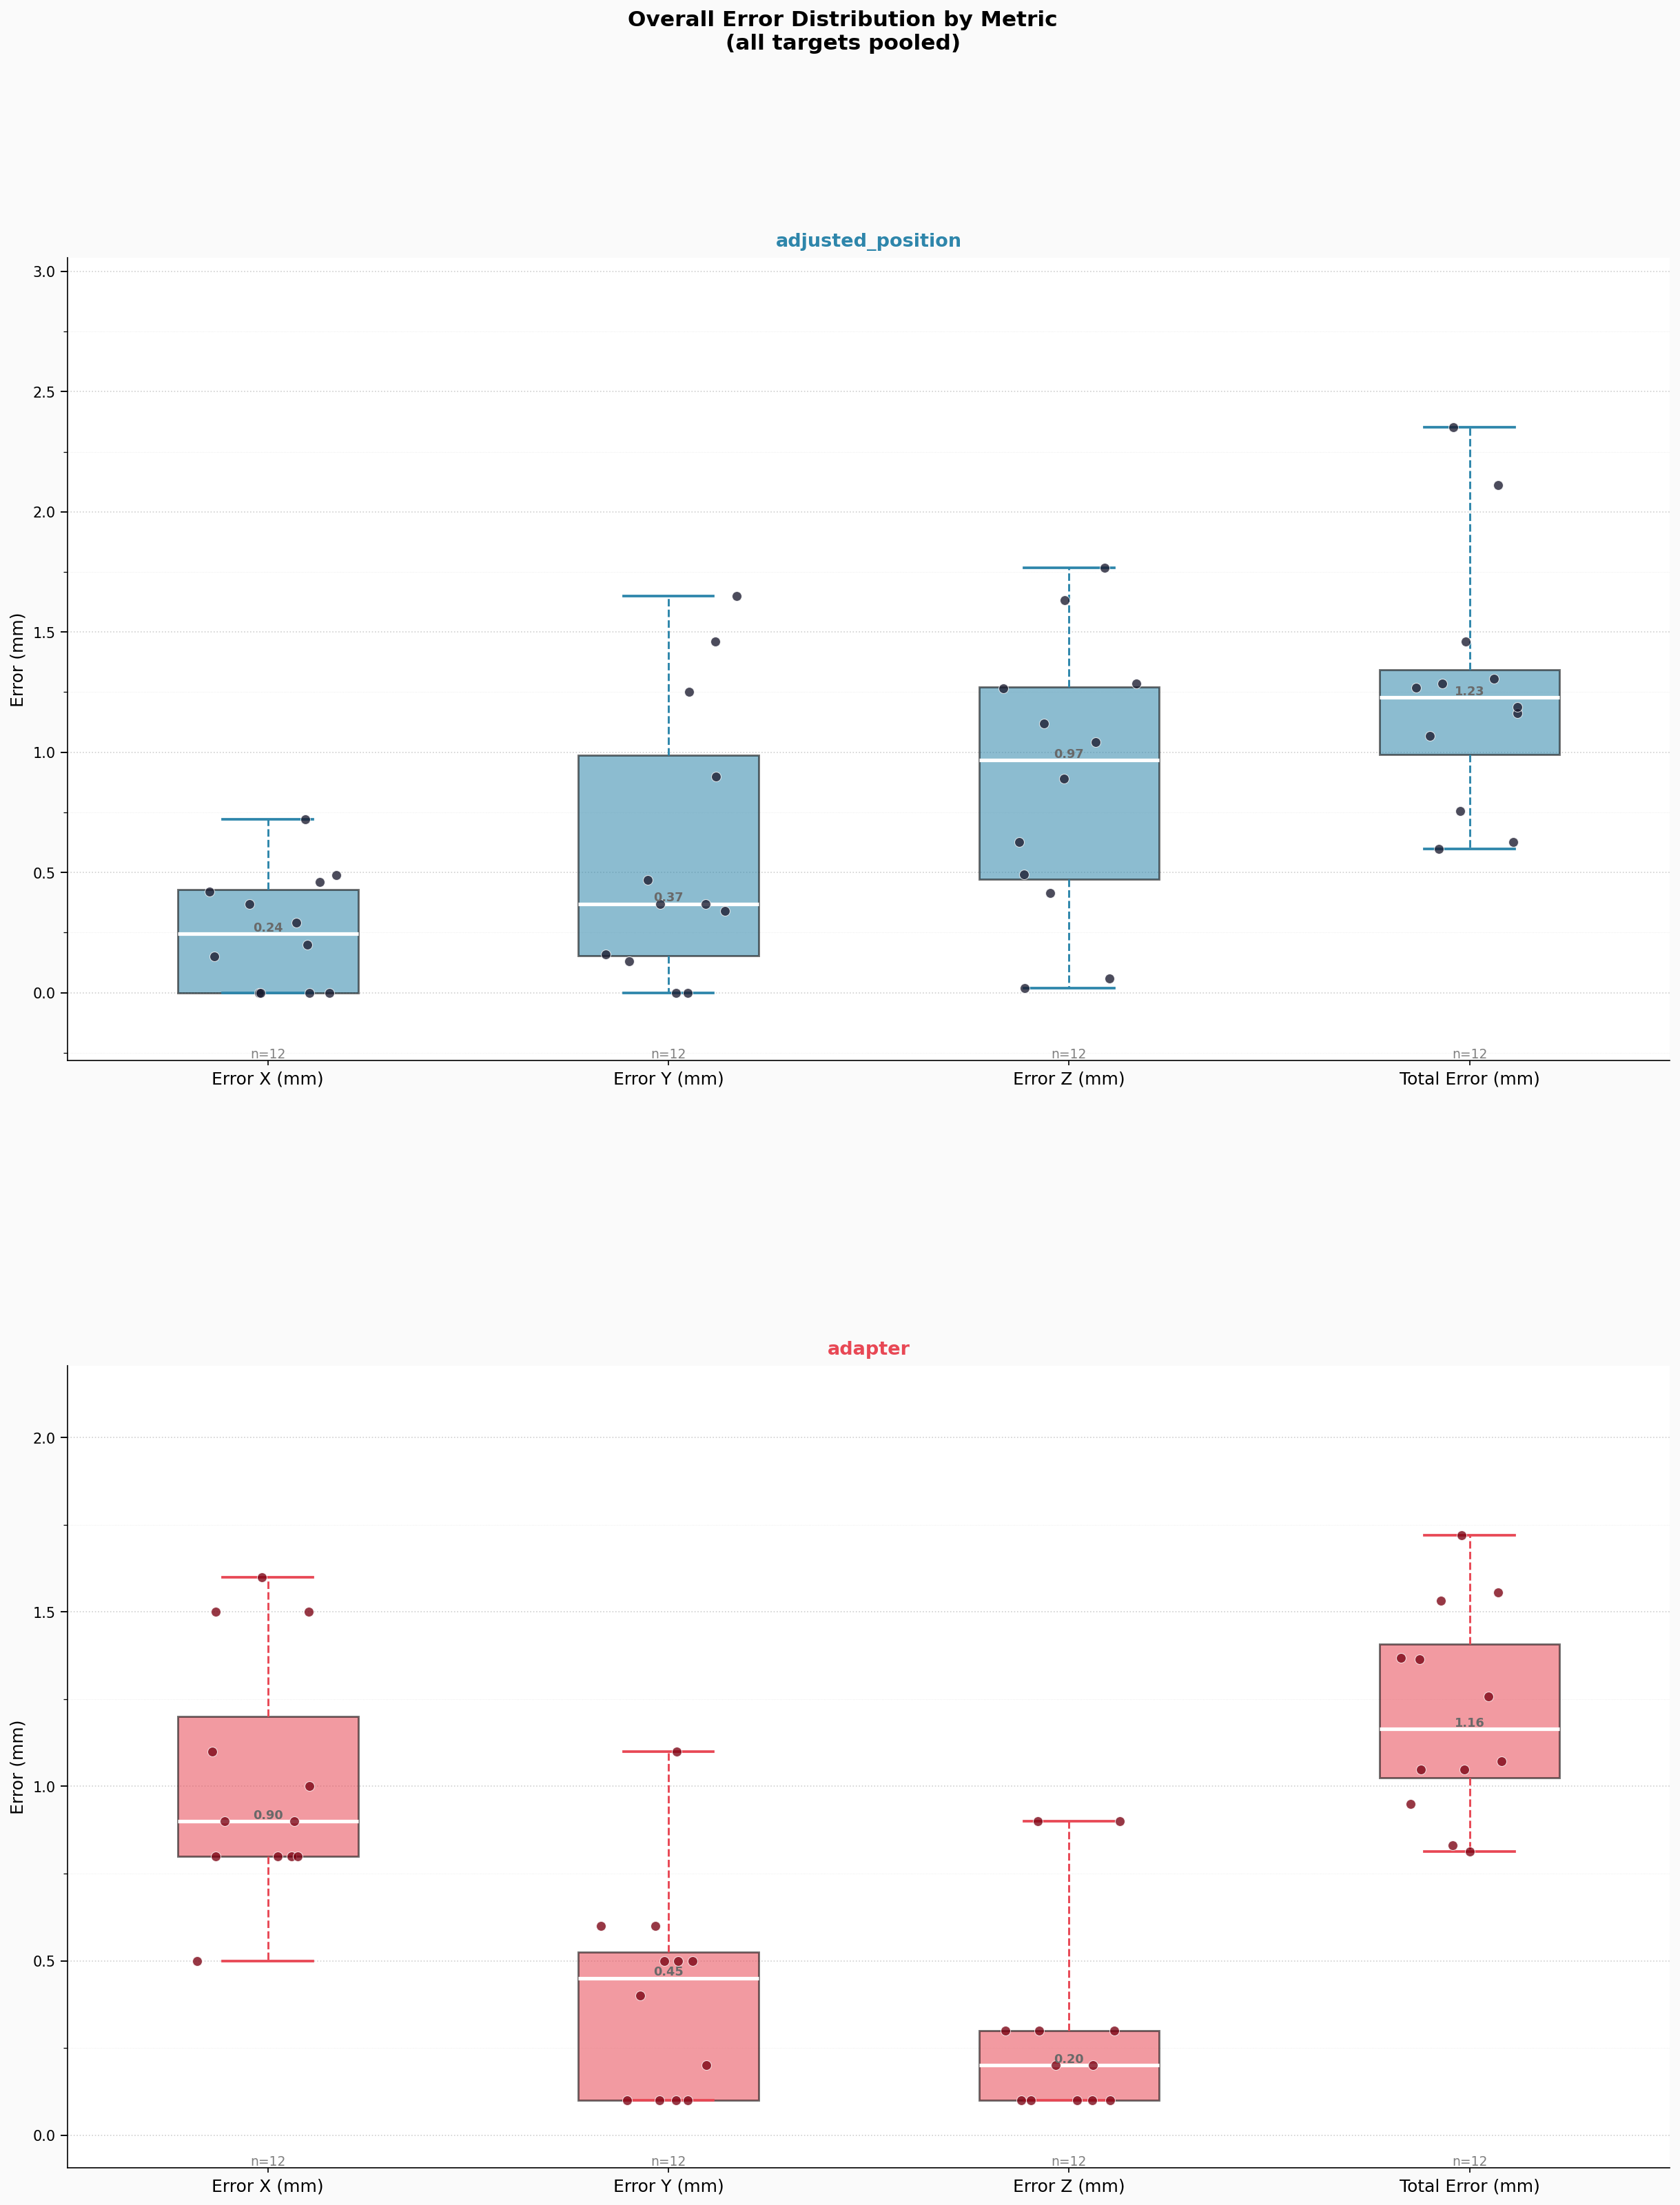 Overall Error Distribution by Metric
(all targets pooled)
adjusted_position
3.0
2.5
2.0
1.5
1.0
0.5
0.0
Error (mm)
0.24
0.37
0.97
1.23
n=12
n=12
n=12
n=12
Error X (mm)
Error Y (mm)
Error Z (mm)
Total Error (mm)
adapter
2.0
1.5
1.0
0.5
0.0
Error (mm)
0.90
0.45
0.20
1.16
n=12
n=12
n=12
n=12
Error X (mm)
Error Y (mm)
Error Z (mm)
Total Error (mm)